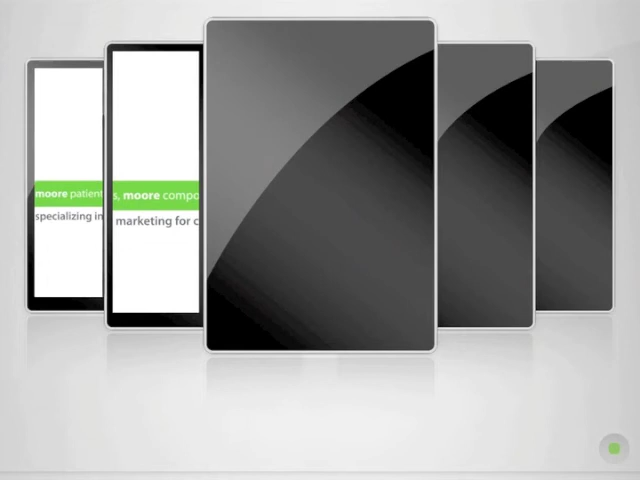 moore patient
specializing in
s, moore compo
marketing for c